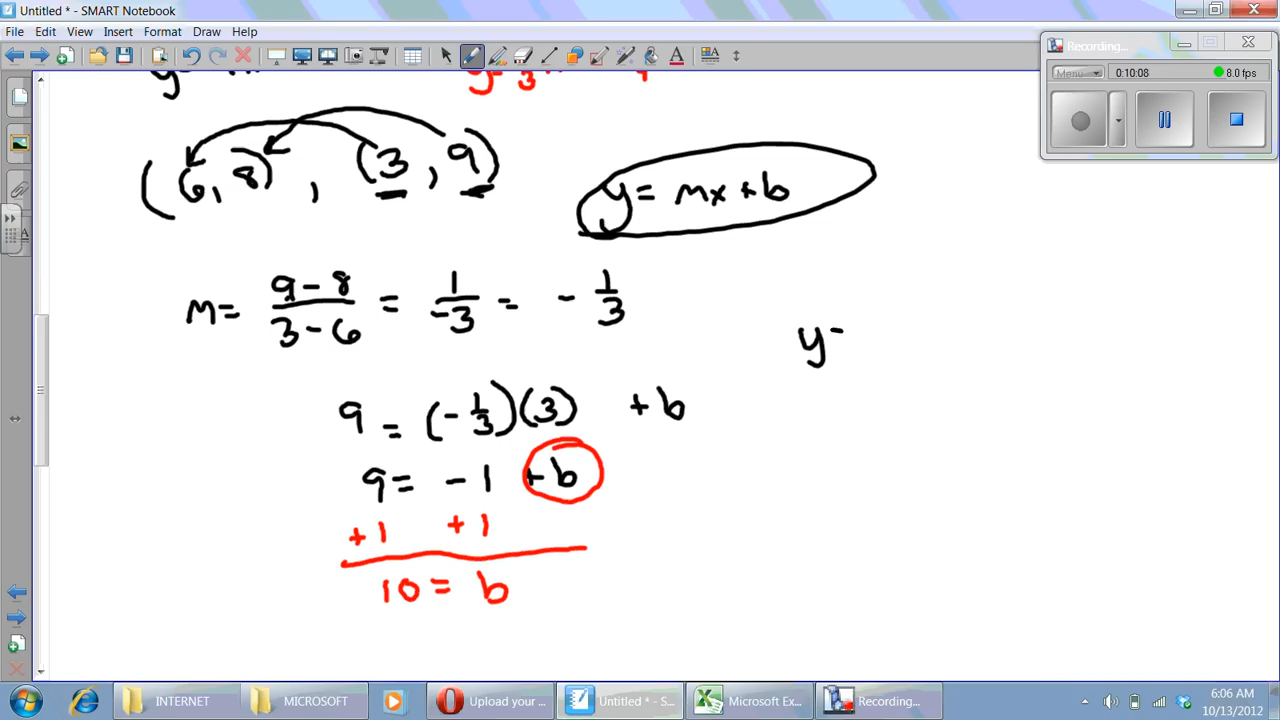 Untitled * - SMART Notebook
File Edit View Insert Format Draw Help
Recording...
Menu 0:10:08 8.0 fps
(6, 8) , (3, 9)
y = mx + b
m = 9 - 8 / 3 - 6 = 1 / -3 = - 1/3
y =
9 = (- 1/3)(3) + b
9 = - 1 + b
+1 +1
10 = b
INTERNET MICROSOFT Upload your ... Untitled * - S... Microsoft Ex... Recording...
6:06 AM
10/13/2012